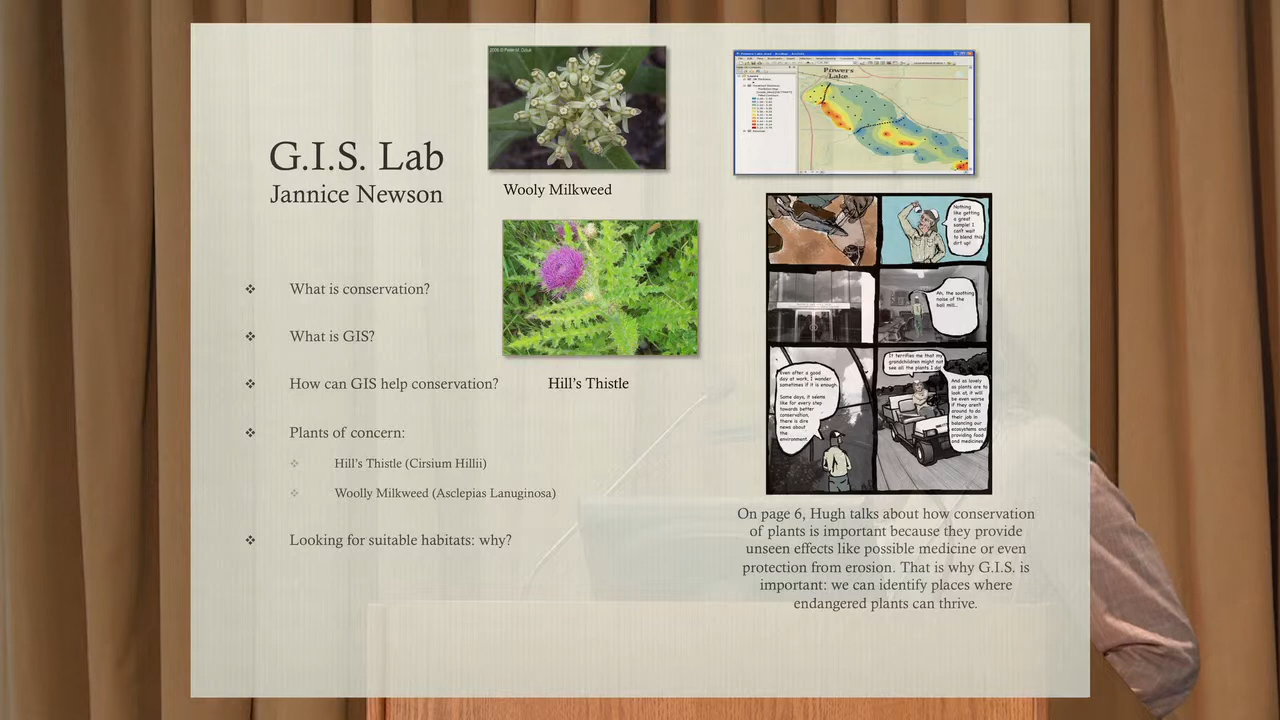 G.I.S. Lab
Jannice Newson
❖ What is conservation?
❖ What is GIS?
❖ How can GIS help conservation?
❖ Plants of concern:
❖ Hill's Thistle (Cirsium Hillii)
❖ Woolly Milkweed (Asclepias Lanuginosa)
❖ Looking for suitable habitats: why?
Wooly Milkweed
Hill's Thistle
Powers
Lake
Nothing
like getting
a great
sample! I
can't wait
to blend this
dirt up!
Ah, the soothing
noise of the
ball mill...
Even after a good
day at work, I wonder
sometimes if it is enough.
Some days, it seems
like for every step
towards better
conservation,
there is dire
news about
the
environment.
It terrifies me that my
grandchildren might not
see all the plants I do.
And as lovely
as plants are to
look at, it will
be even worse
if they aren't
around to do
their job in
balancing our
ecosystems and
providing food
and medicines.
On page 6, Hugh talks about how conservation
of plants is important because they provide
unseen effects like possible medicine or even
protection from erosion. That is why G.I.S. is
important: we can identify places where
endangered plants can thrive.